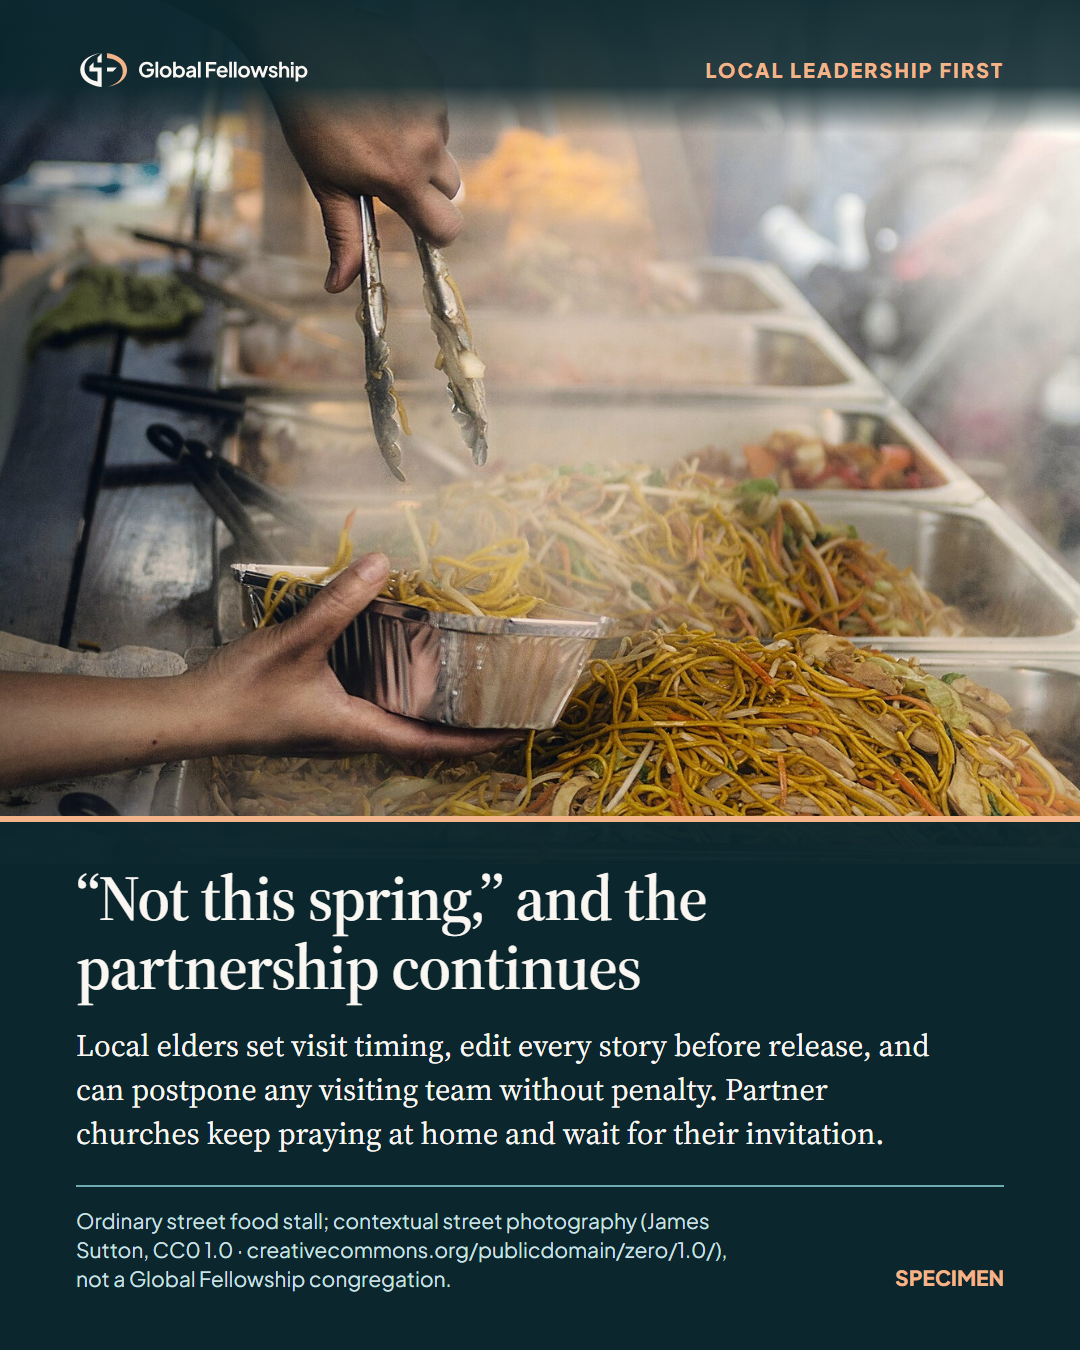 Global Fellowship
LOCAL LEADERSHIP FIRST
“Not this spring,” and the
partnership continues
Local elders set visit timing, edit every story before release, and
can postpone any visiting team without penalty. Partner
churches keep praying at home and wait for their invitation.
Ordinary street food stall; contextual street photography (James
Sutton, CC0 1.0 · creativecommons.org/publicdomain/zero/1.0/),
not a Global Fellowship congregation.
SPECIMEN